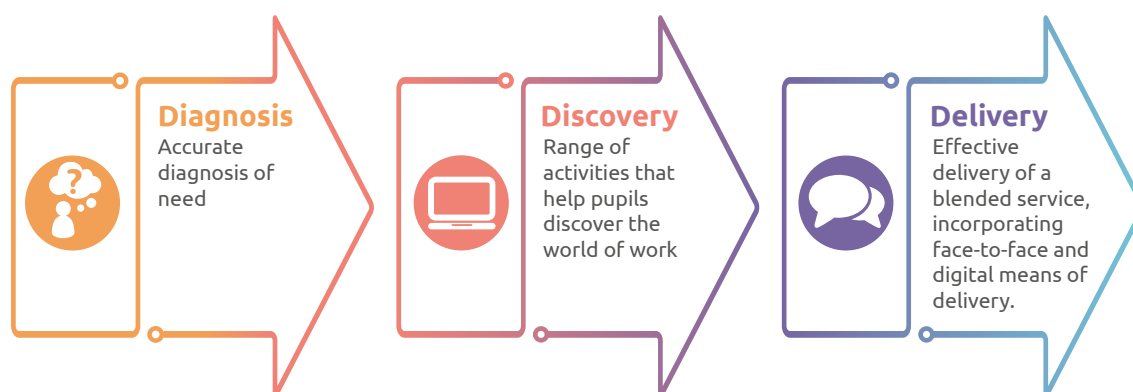 Diagnosis
Accurate
diagnosis of
need
Discovery
Range of
activities that
help pupils
discover the
world of work
Delivery
Effective
delivery of a
blended service,
incorporating
face-to-face and
digital means of
delivery.
?